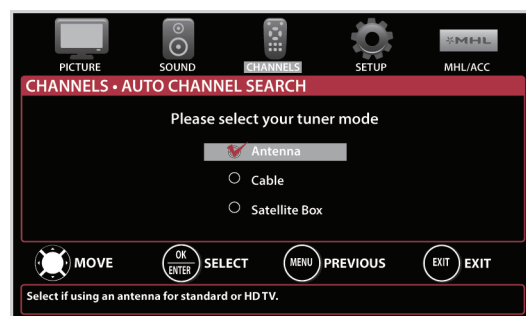 MHL
PICTURE SOUND CHANNELS SETUP MHL/ACC
CHANNELS • AUTO CHANNEL SEARCH
Please select your tuner mode
Antenna
Cable
Satellite Box
MOVE OK ENTER SELECT MENU PREVIOUS EXIT EXIT
Select if using an antenna for standard or HD TV.